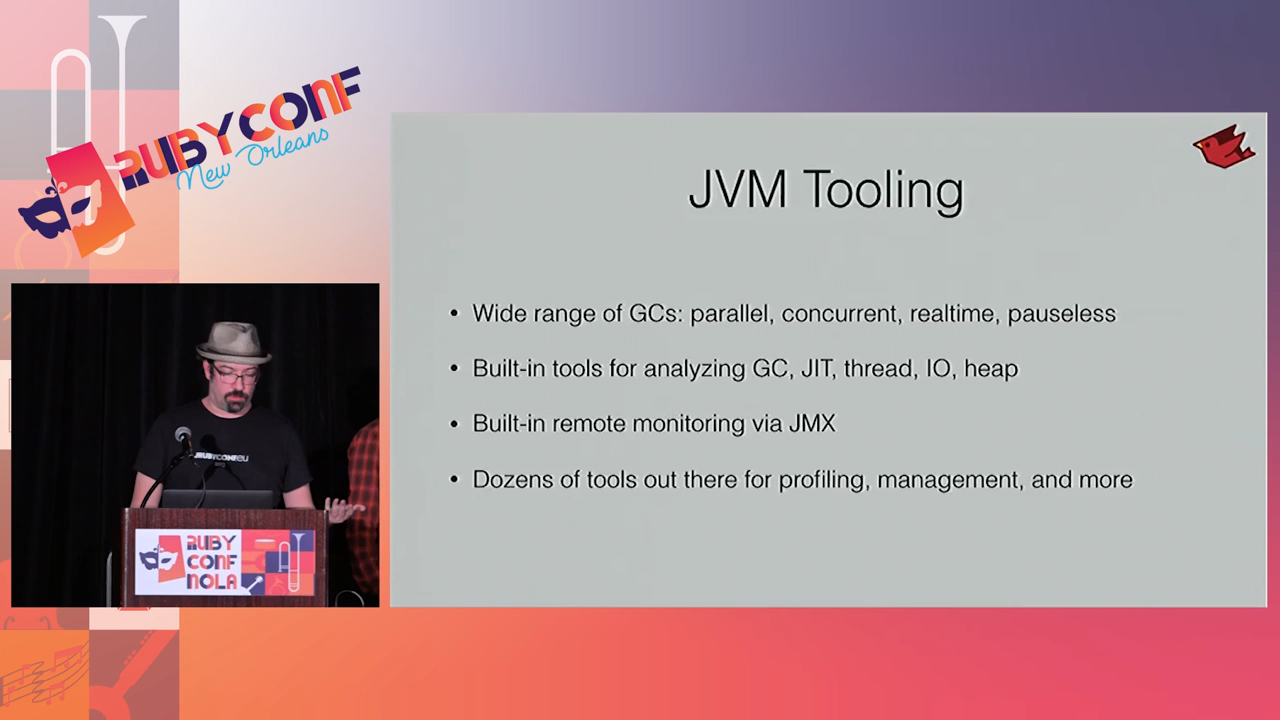 RUBYCONF
New Orleans
JVM Tooling
• Wide range of GCs: parallel, concurrent, realtime, pauseless
• Built-in tools for analyzing GC, JIT, thread, IO, heap
• Built-in remote monitoring via JMX
• Dozens of tools out there for profiling, management, and more
JRUBYCONFEU
RUBY
CONF
NOLA